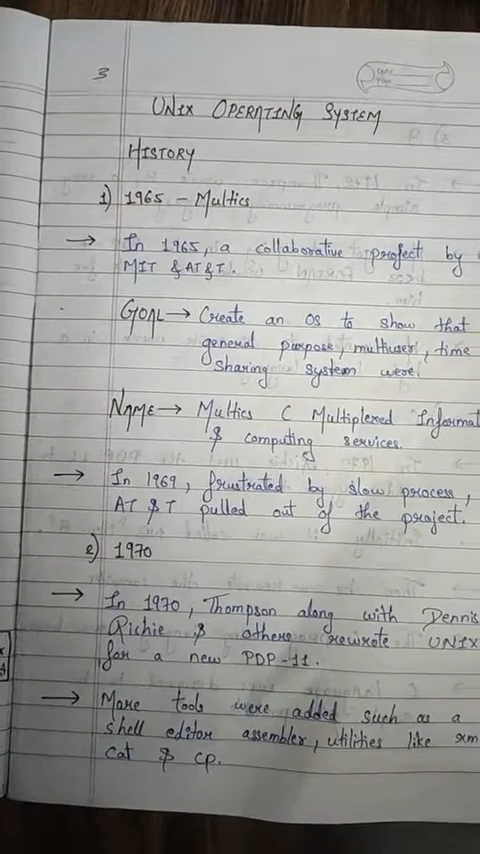 3
UNIX OPERATING SYSTEM
HISTORY
1) 1965 - Multics
→ In 1965, a collaborative project by
MIT & AT&T.
GOAL → Create an OS to show that
general purpose, multiuser, time
sharing system were.
NAME → Multics C Multiplexed Informat
& computing services.
→ In 1969, frustrated by slow process,
AT & T pulled out of the project.
2) 1970
→ In 1970, Thompson along with Dennis
Richie & others rewrote UNIX
for a new PDP-11.
→ More tools were added such as a
shell editor assembler, utilities like rm
cat & cp.